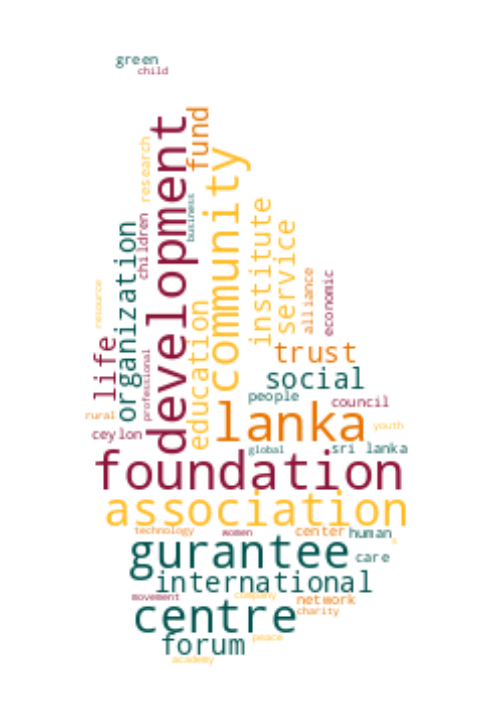 green
child
development
fund
research
community
business
institute
children
service
organization
alliance
economic
resource
education
life
professional
trust
social
people
council
rural
lanka
youth
ceylon
global
sri lanka
foundation
association
technology
women
center
human
s
gurantee
care
international
movement
company
network
centre
charity
forum
peace
academy